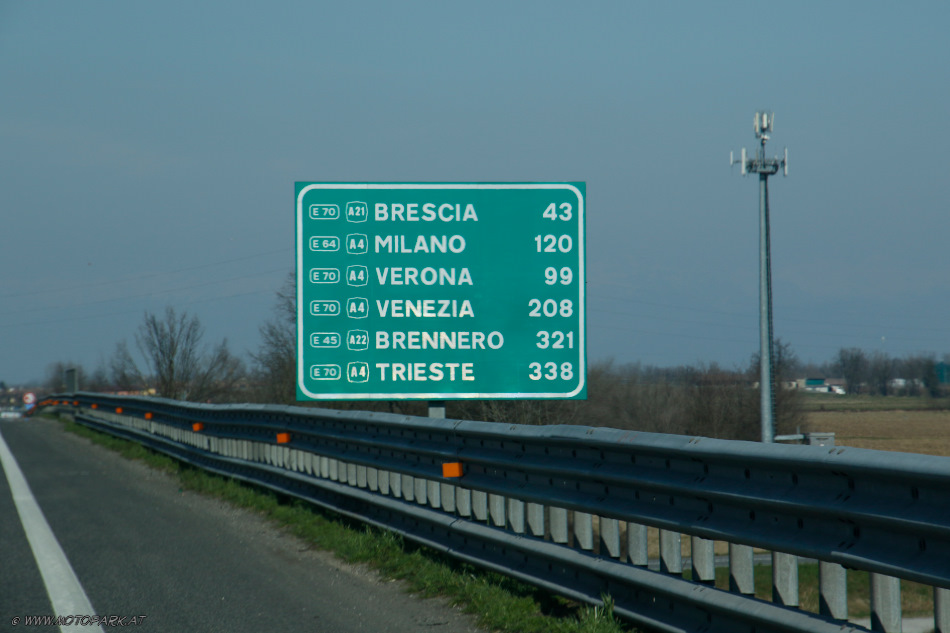 E 70 A21 BRESCIA 43
E 64 A4 MILANO 120
E 70 A4 VERONA 99
E 70 A4 VENEZIA 208
E 45 A22 BRENNERO 321
E 70 A4 TRIESTE 338
© WWW.MOTOPARK.AT